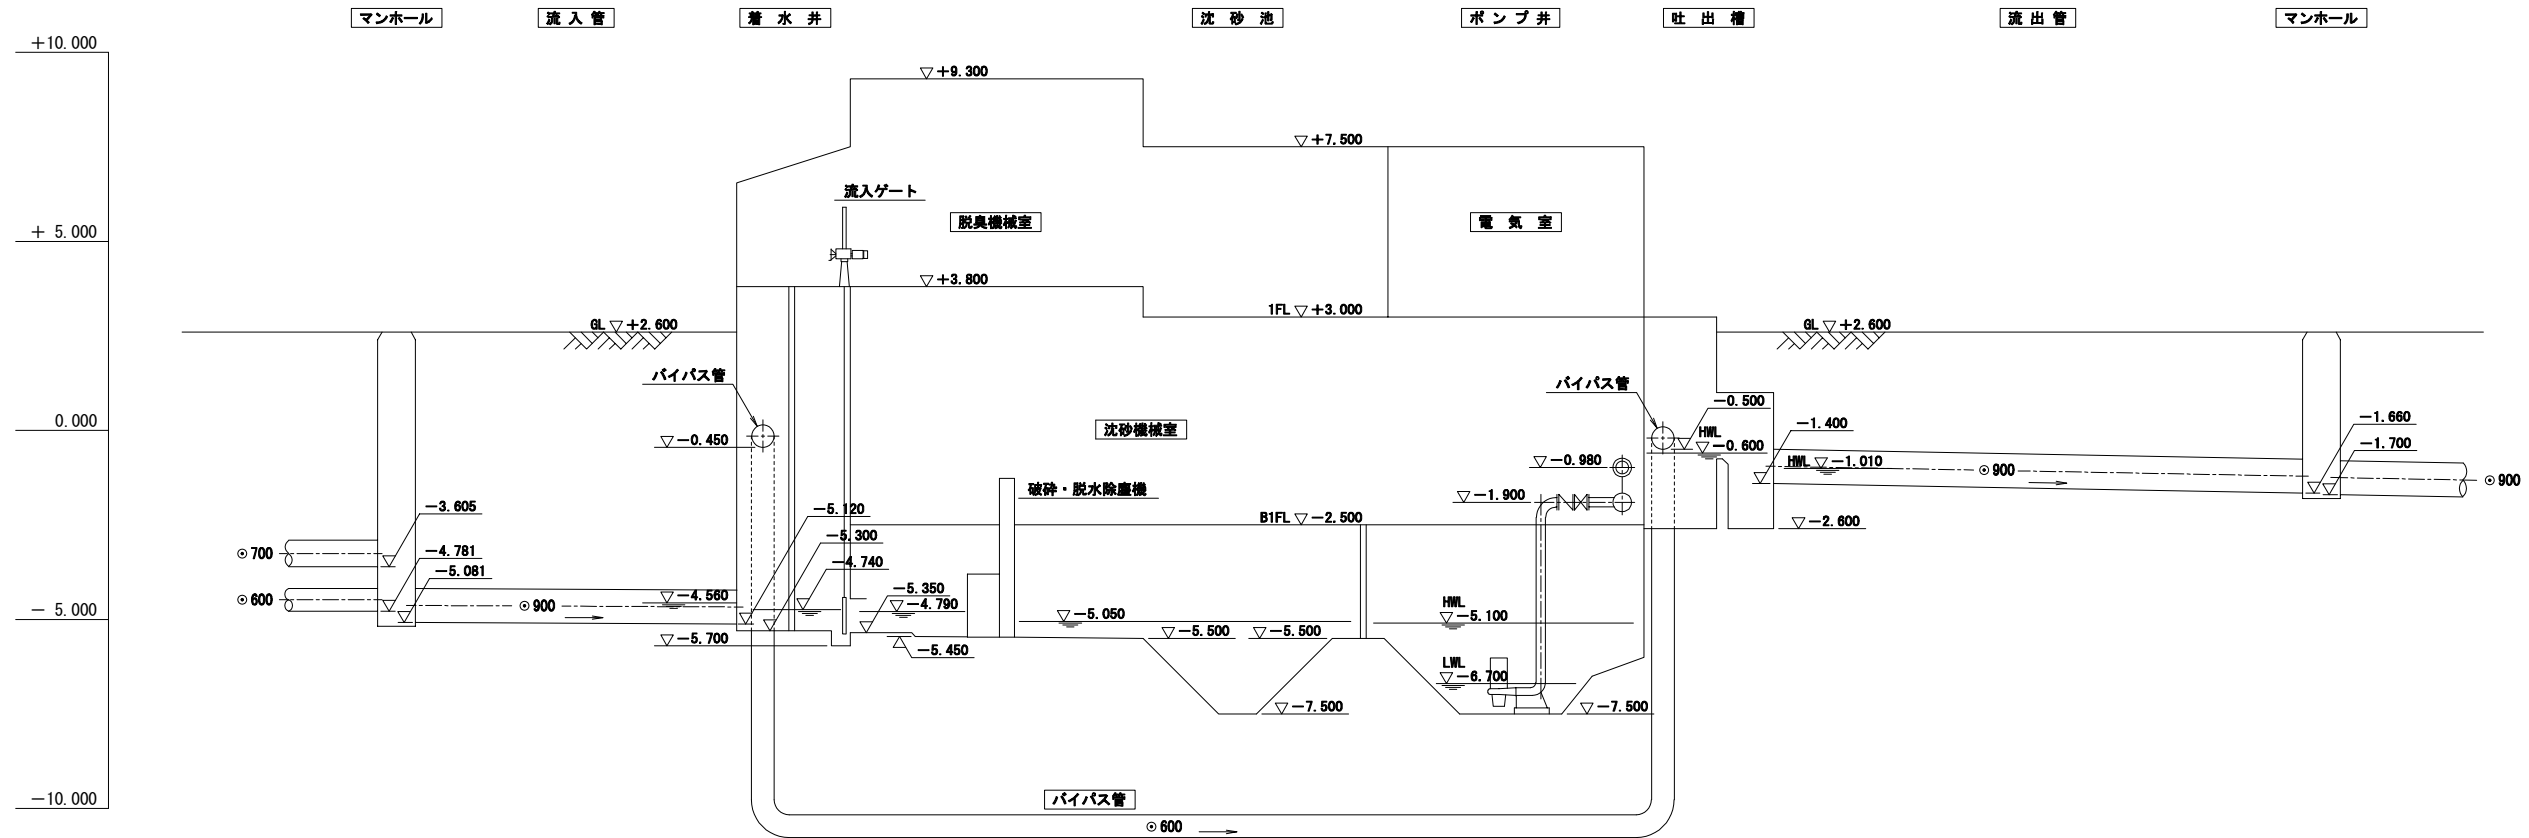 マンホール
流 入 管
着 水 井
沈 砂 池
ポ ン プ 井
吐 出 槽
流 出 管
マンホール
+10.000
+9.300
+7.500
流入ゲート
脱臭機械室
電 気 室
+ 5.000
+3.800
1FL +3.000
GL +2.600
GL +2.600
バイパス管
バイパス管
0.000
-0.450
沈砂機械室
-0.500
HWL
-0.600
-1.400
HWL -1.010
-1.660
-1.700
-0.980
900
900
破砕・脱水除塵機
-1.900
B1FL -2.500
-2.600
-3.605
-5.120
-5.300
-4.740
700
-4.781
-5.081
600
900
-4.560
-5.350
-4.790
-5.050
HWL
-5.100
- 5.000
-5.700
-5.450
-5.500
-5.500
LWL
-6.700
-7.500
-7.500
-10.000
バイパス管
600